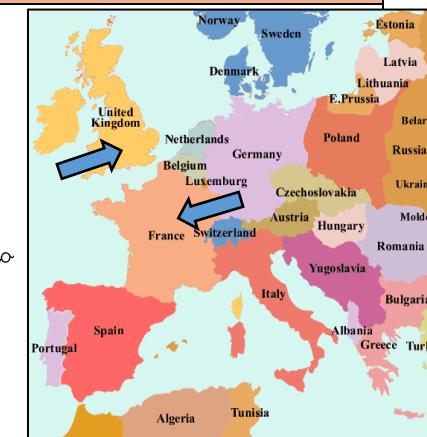 Norway
Sweden
Estonia
Latvia
Denmark
Lithuania
E.Prussia
United
Kingdom
Netherlands
Poland
Belar
Germany
Russia
Belgium
Luxemburg
Czechoslovakia
Ukrain
Austria
Mold
Switzerland
Hungary
France
Romania
Yugoslavia
Italy
Bulgaria
Spain
Albania
Portugal
Greece
Tur
Algeria
Tunisia